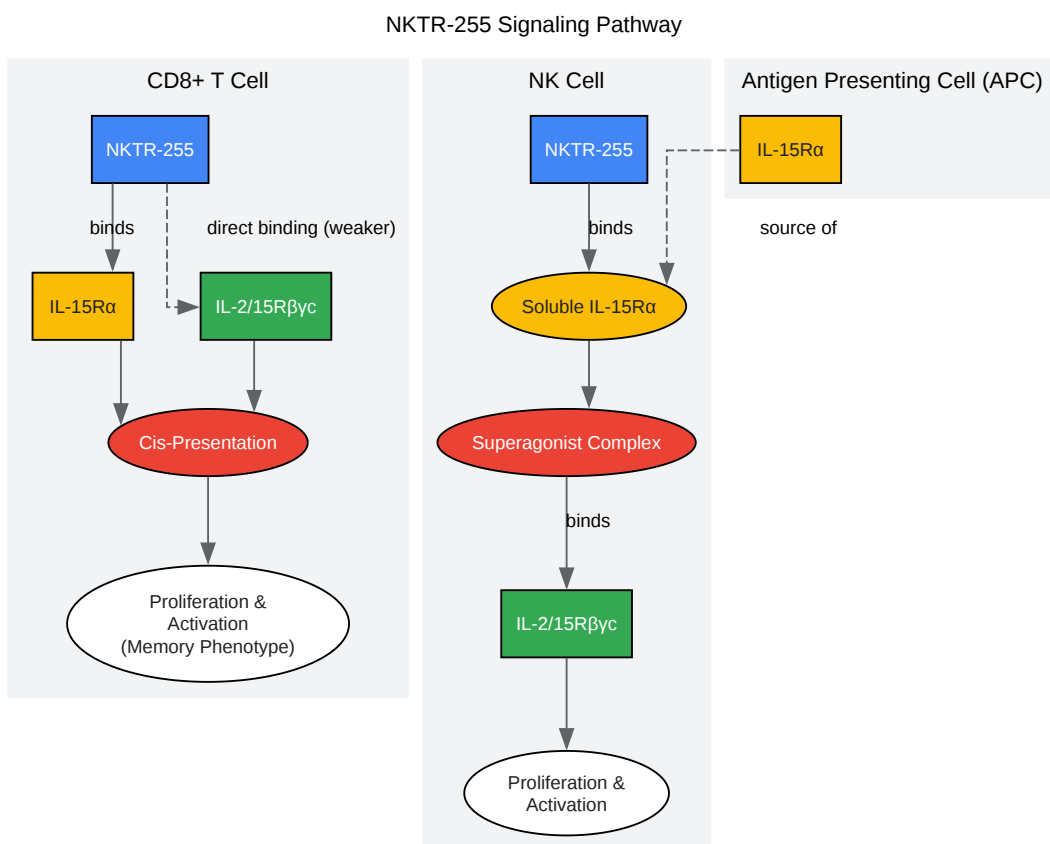 NKTR-255 Signaling Pathway
CD8+ T Cell
NKTR-255
binds
direct binding (weaker)
IL-15Rα
IL-2/15Rβγc
Cis-Presentation
Proliferation &
Activation
(Memory Phenotype)
NK Cell
NKTR-255
binds
Soluble IL-15Rα
Superagonist Complex
binds
IL-2/15Rβγc
Proliferation &
Activation
Antigen Presenting Cell (APC)
IL-15Rα
source of